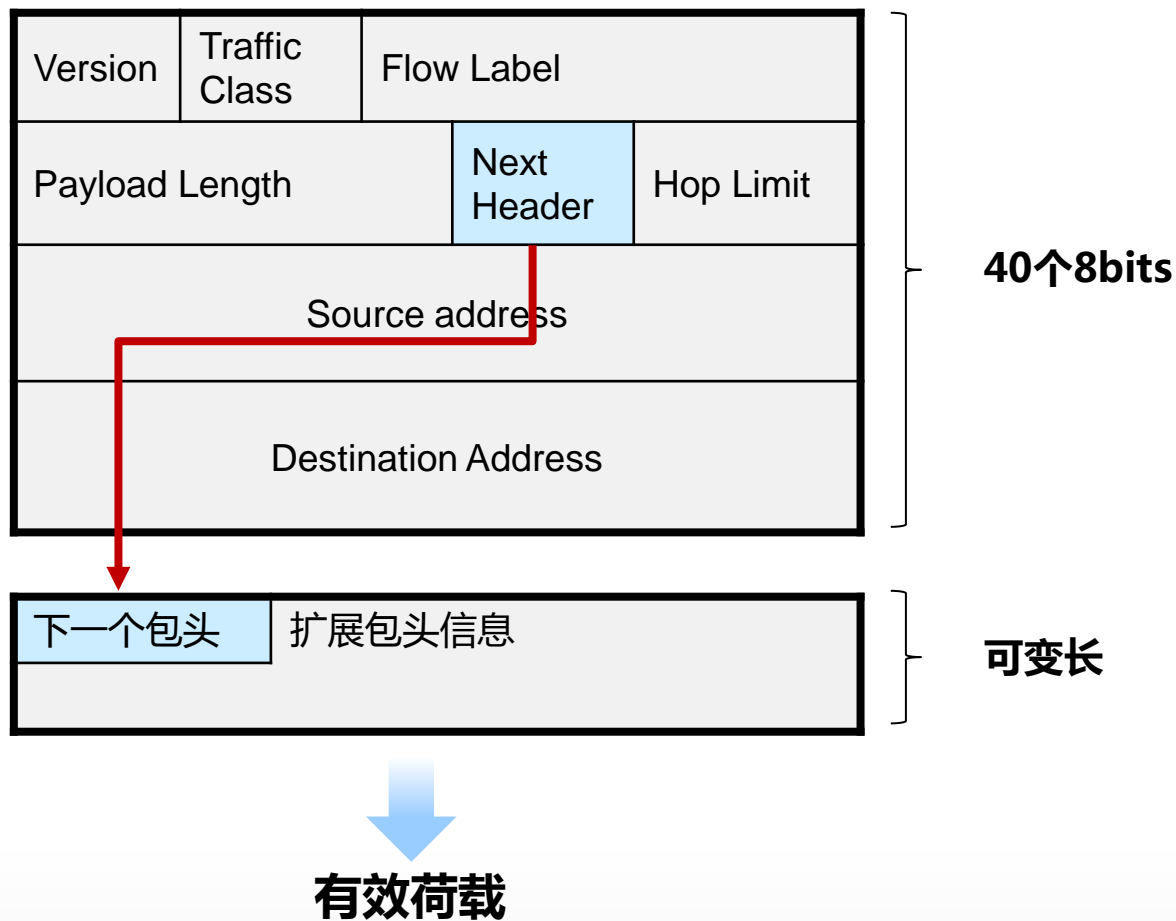 Version
Traffic
Class
Flow Label
Payload Length
Next
Header
Hop Limit
40个8bits
Source address
Destination Address
下一个包头
扩展包头信息
可变长
有效荷载